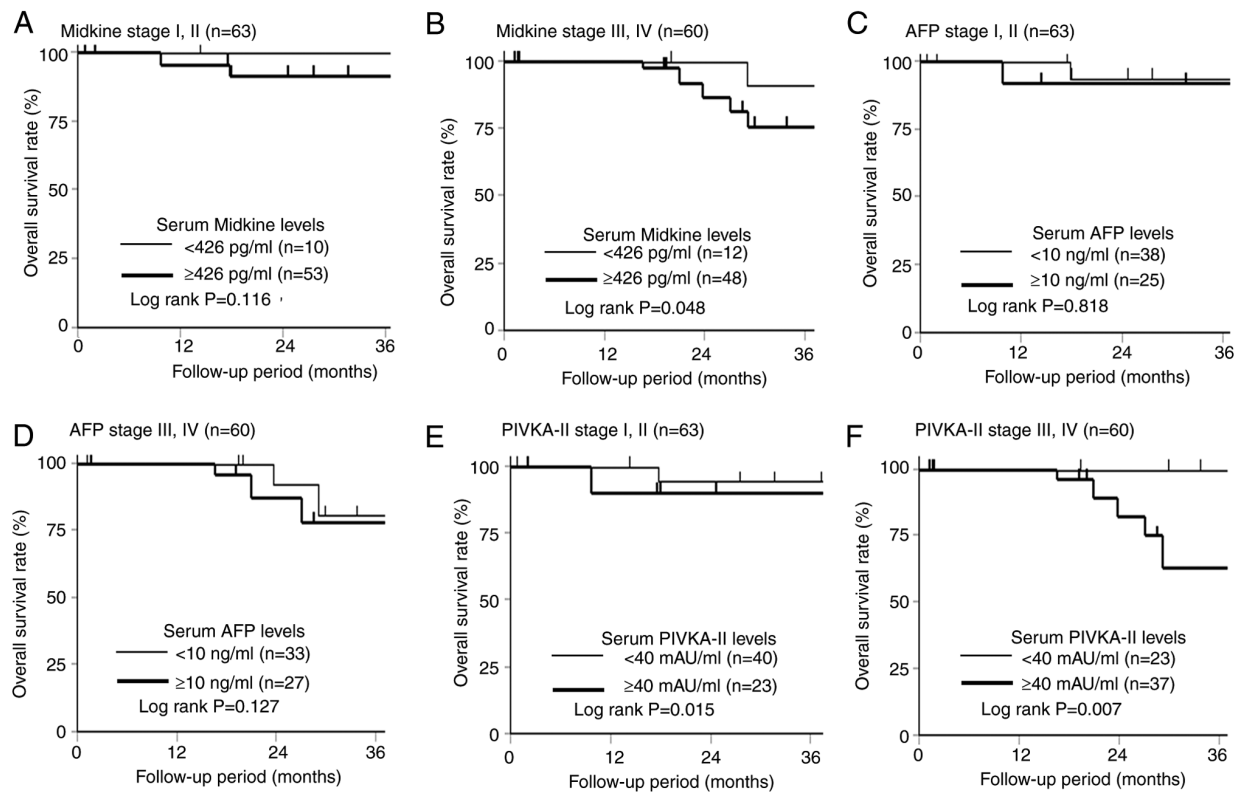 A
Midkine stage I, II (n=63)
Overall survival rate (%)
100
75
50
25
0
Serum Midkine levels
<426 pg/ml (n=10)
≥426 pg/ml (n=53)
Log rank P=0.116
0 12 24 36
Follow-up period (months)
B
Midkine stage III, IV (n=60)
Overall survival rate (%)
100
75
50
25
0
Serum Midkine levels
<426 pg/ml (n=12)
≥426 pg/ml (n=48)
Log rank P=0.048
0 12 24 36
Follow-up period (months)
C
AFP stage I, II (n=63)
Overall survival rate (%)
100
75
50
25
0
Serum AFP levels
<10 ng/ml (n=38)
≥10 ng/ml (n=25)
Log rank P=0.818
0 12 24 36
Follow-up period (months)
D
AFP stage III, IV (n=60)
Overall survival rate (%)
100
75
50
25
0
Serum AFP levels
<10 ng/ml (n=33)
≥10 ng/ml (n=27)
Log rank P=0.127
0 12 24 36
Follow-up period (months)
E
PIVKA-II stage I, II (n=63)
Overall survival rate (%)
100
75
50
25
0
Serum PIVKA-II levels
<40 mAU/ml (n=40)
≥40 mAU/ml (n=23)
Log rank P=0.015
0 12 24 36
Follow-up period (months)
F
PIVKA-II stage III, IV (n=60)
Overall survival rate (%)
100
75
50
25
0
Serum PIVKA-II levels
<40 mAU/ml (n=23)
≥40 mAU/ml (n=37)
Log rank P=0.007
0 12 24 36
Follow-up period (months)